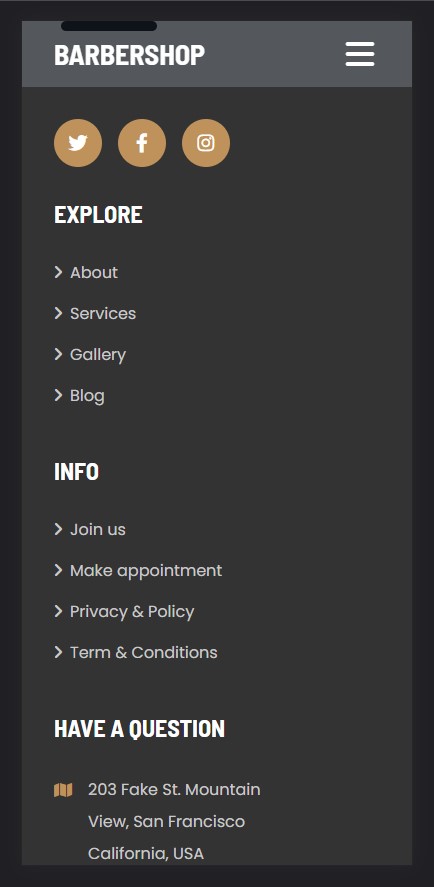 BARBERSHOP
EXPLORE
About
Services
Gallery
Blog
INFO
Join us
Make appointment
Privacy & Policy
Term & Conditions
HAVE A QUESTION
203 Fake St. Mountain
View, San Francisco
California, USA